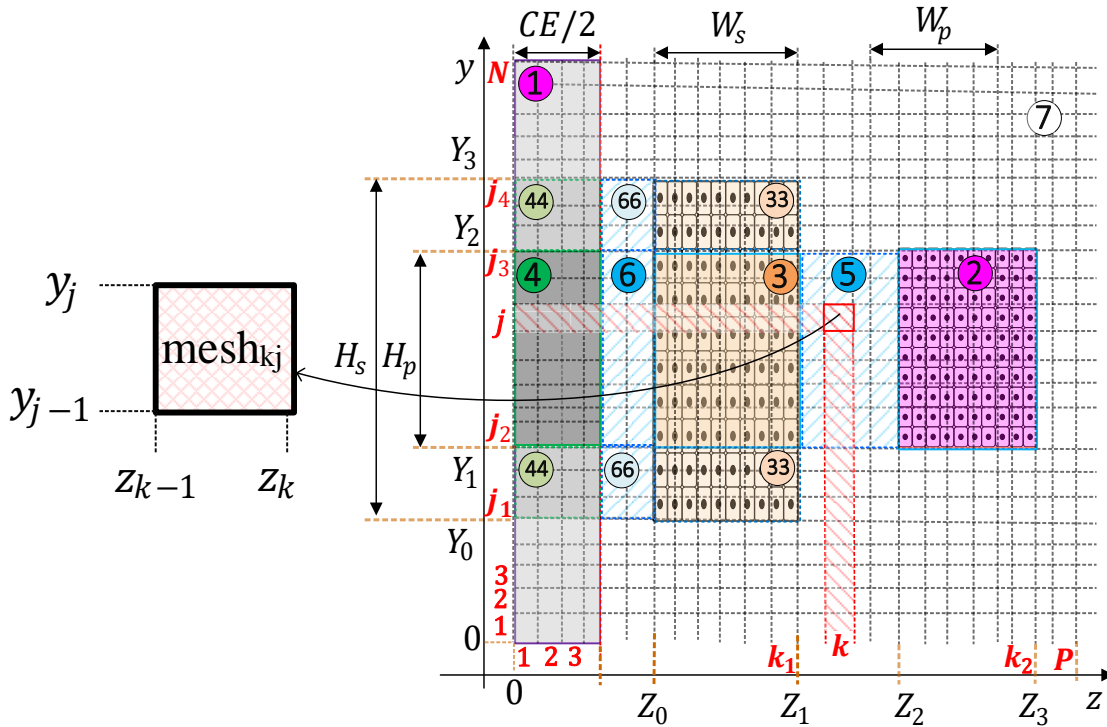 CE/2
W_s
W_p
y
N
1
7
Y_3
j_4
44
66
33
Y_2
j_3
4
6
3
5
2
y_j
mesh_kj
y_{j-1}
z_{k-1}
z_k
H_s
H_p
j
j_2
Y_1
44
66
33
j_1
Y_0
3
2
1
0
1 2 3
k_1
k
k_2
P
0
Z_0
Z_1
Z_2
Z_3
z